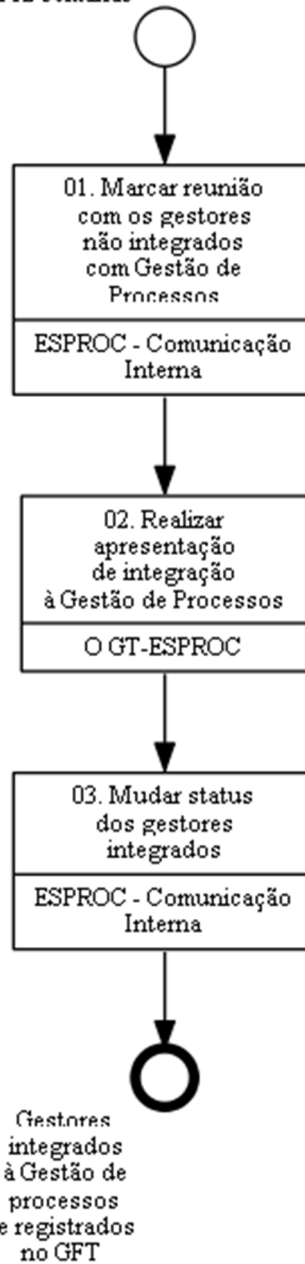 01. Marcar reunião
com os gestores
não integrados
com Gestão de
Processos
ESPROC - Comunicação
Interna
02. Realizar
apresentação
de integração
à Gestão de Processos
O GT-ESPROC
03. Mudar status
dos gestores
integrados
ESPROC - Comunicação
Interna
Gestores
integrados
à Gestão de
processos
e registrados
no GFT